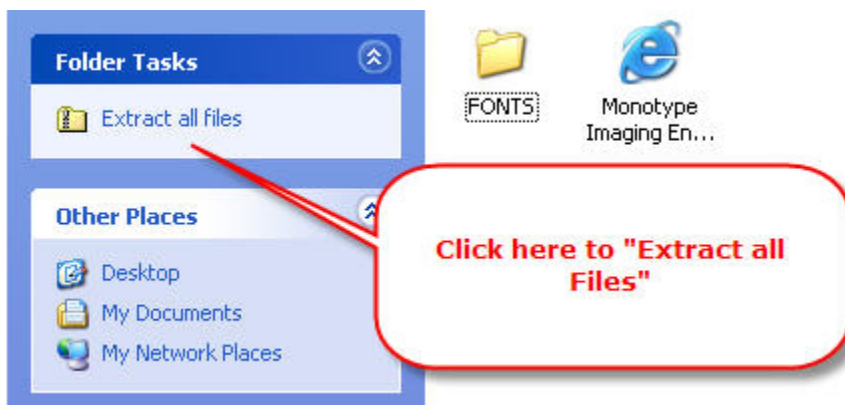 Folder Tasks
Extract all files
Other Places
Desktop
My Documents
My Network Places
FONTS
Monotype
Imaging En...
Click here to "Extract all
Files"